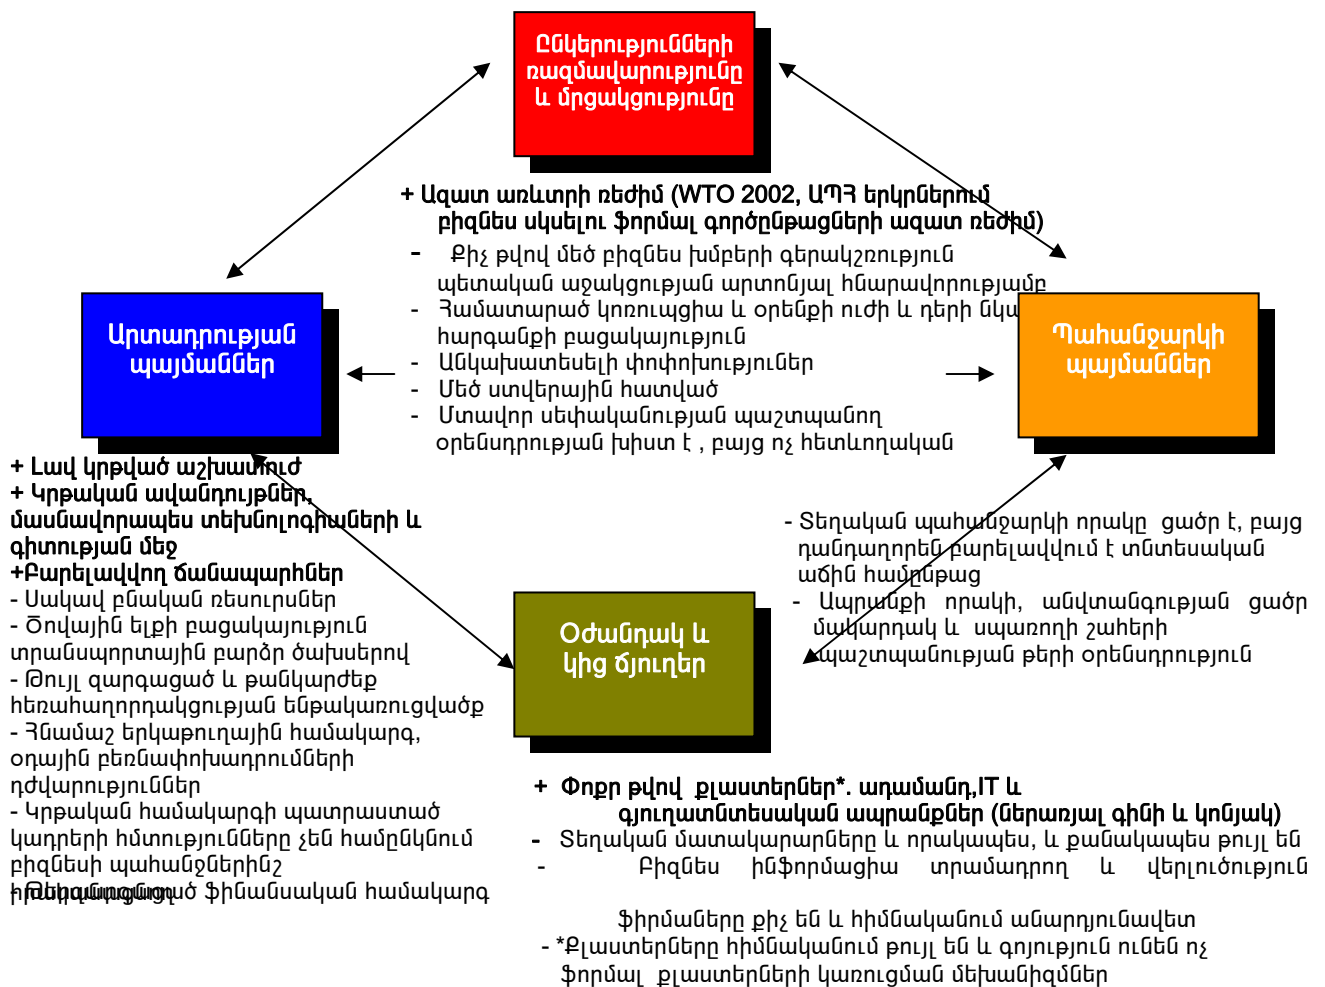 Ընկերությունների
ռազմավարությունը
և մրցակցությունը
+ Ազատ առևտրի ռեժիմ (WTO 2002, ԱՊՀ երկրներում
բիզնես սկսելու ֆորմալ գործընթացների ազատ ռեժիմ)
- Քիչ թվով մեծ բիզնես խմբերի գերակշռություն
պետական աջակցության արտոնյալ հնարավորությամբ
- Համատարած կոռուպցիա և օրենքի ուժի և դերի նկա
հարգանքի բացակայություն
- Անկախատեսելի փոփոխություներ
- Մեծ ստվերային հատված
- Մտավոր սեփականության պաշտպանող
օրենսդրության խիստ է , բայց ոչ հետևողական
Արտադրության
պայմաններ
Պահանջարկի
պայմաններ
+ Լավ կրթված աշխատուժ
+ Կրթական ավանդույթներ,
մասնավորապես տեխնոլոգիաների և
գիտության մեջ
+Բարելավվող ճանապարհներ
- Սակավ բնական ռեսուրսներ
- Ծովային ելքի բացակայություն
տրանսպորտային բարձր ծախսերով
- Թույլ զարգացած և թանկարժեք
հեռահաղորդակցության ենթակառուցվածք
- Հնամաշ երկաթուղային համակարգ,
օդային բեռնափոխադրումների
դժվարություններ
- Կրթական համակարգի պատրաստած
կադրերի հմտությունները չեն համընկնում
բիզնեսի պահանջներինշ
- Թերզարգացած ֆինանսական համակարգ
- Տեղական պահանջարկի որակը ցածր է, բայց
դանդաղորեն բարելավվում է տնտեսական
աճին համընթաց
- Ապրանքի որակի, անվտանգության ցածր
մակարդակ և սպառողի շահերի
պաշտպանության թերի օրենսդրություն
Օժանդակ և
կից ճյուղեր
+ Փոքր թվով քլաստերներ*. ադամանդ,IT և
գյուղատնտեսական ապրանքներ (ներառյալ գինի և կոնյակ)
- Տեղական մատակարարները և որակապես, և քանակապես թույլ են
- Բիզնես ինֆորմացիա տրամադրող և վերլուծություն
ֆիրմաները քիչ են և հիմնականում անարդյունավետ
- *Քլաստերները հիմնականում թույլ են և գոյություն ունեն ոչ
ֆորմալ քլաստերների կառուցման մեխանիզմներ